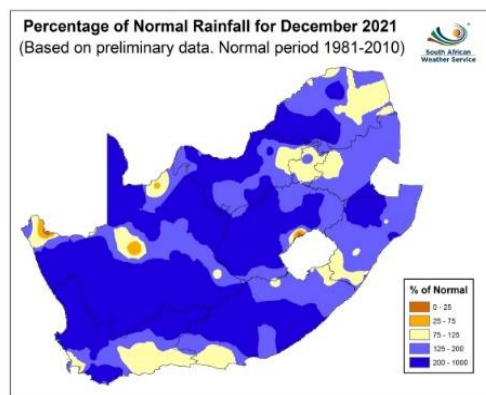 Percentage of Normal Rainfall for December 2021
(Based on preliminary data. Normal period 1981-2010)
South African
Weather Service
% of Normal
0 - 25
25 - 75
75 - 125
125 - 200
200 - 1000